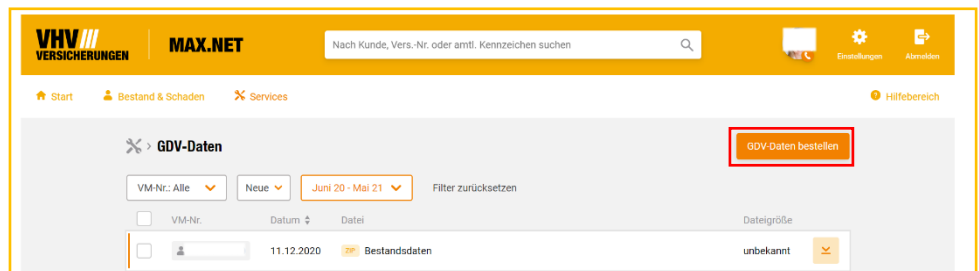 VHV /// VERSICHERUNGEN
MAX.NET
Nach Kunde, Vers.-Nr. oder amtl. Kennzeichen suchen
Einstellungen
Abmelden
Start Bestand & Schaden Services Hilfebereich
> GDV-Daten
GDV-Daten bestellen
VM-Nr.: Alle Neue Juni 20 - Mai 21 Filter zurücksetzen
VM-Nr. Datum Datei Dateigröße
11.12.2020 ZIP Bestandsdaten unbekannt